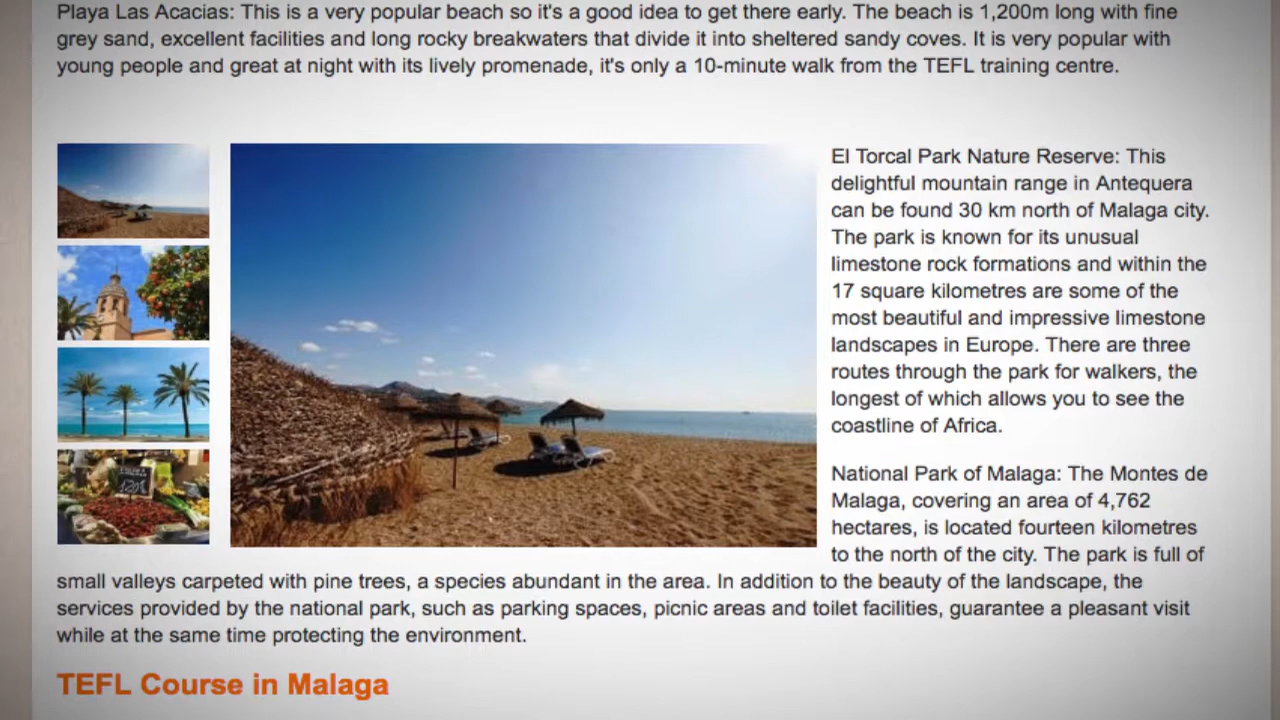 Playa Las Acacias: This is a very popular beach so it's a good idea to get there early. The beach is 1,200m long with fine
grey sand, excellent facilities and long rocky breakwaters that divide it into sheltered sandy coves. It is very popular with
young people and great at night with its lively promenade, it's only a 10-minute walk from the TEFL training centre.
El Torcal Park Nature Reserve: This
delightful mountain range in Antequera
can be found 30 km north of Malaga city.
The park is known for its unusual
limestone rock formations and within the
17 square kilometres are some of the
most beautiful and impressive limestone
landscapes in Europe. There are three
routes through the park for walkers, the
longest of which allows you to see the
coastline of Africa.
National Park of Malaga: The Montes de
Malaga, covering an area of 4,762
hectares, is located fourteen kilometres
to the north of the city. The park is full of
small valleys carpeted with pine trees, a species abundant in the area. In addition to the beauty of the landscape, the
services provided by the national park, such as parking spaces, picnic areas and toilet facilities, guarantee a pleasant visit
while at the same time protecting the environment.
TEFL Course in Malaga